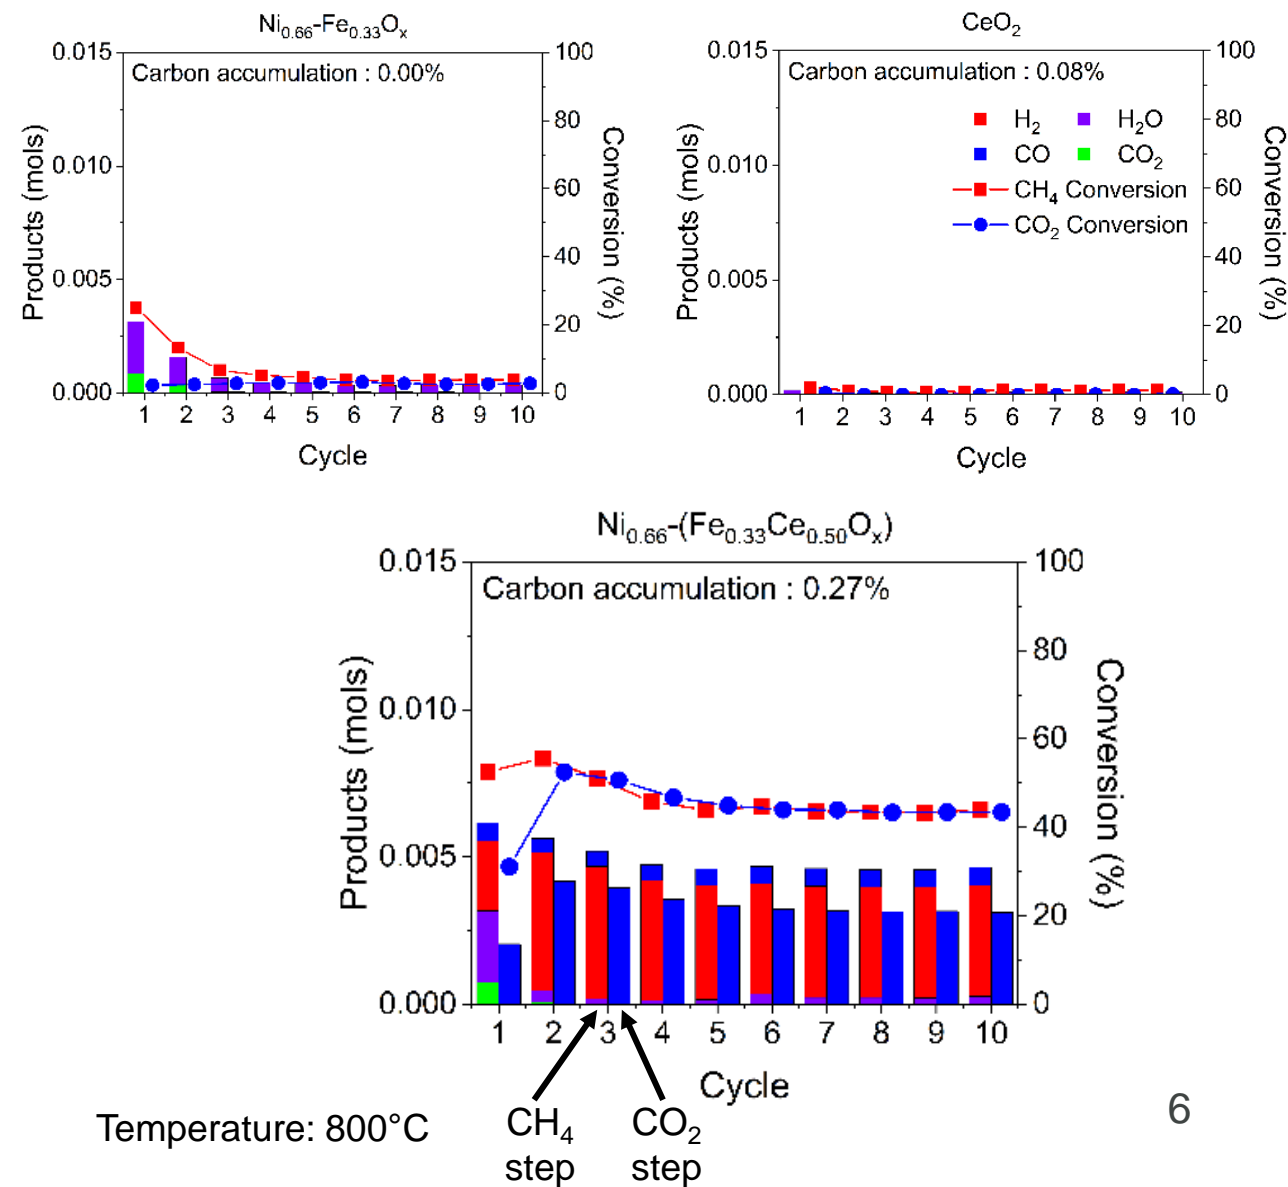 Ni₀.₆₆-Fe₀.₃₃Oₓ
Carbon accumulation : 0.00%
Products (mols)
0.015
0.010
0.005
0.000
100
80
60
40
20
0
Conversion (%)
1 2 3 4 5 6 7 8 9 10
Cycle
CeO₂
Carbon accumulation : 0.08%
H₂ H₂O
CO CO₂
CH₄ Conversion
CO₂ Conversion
Products (mols)
0.015
0.010
0.005
0.000
100
80
60
40
20
0
Conversion (%)
1 2 3 4 5 6 7 8 9 10
Cycle
Ni₀.₆₆-(Fe₀.₃₃Ce₀.₅₀Oₓ)
Carbon accumulation : 0.27%
Products (mols)
0.015
0.010
0.005
0.000
100
80
60
40
20
0
Conversion (%)
1 2 3 4 5 6 7 8 9 10
Cycle
Temperature: 800°C
CH₄
step
CO₂
step
6